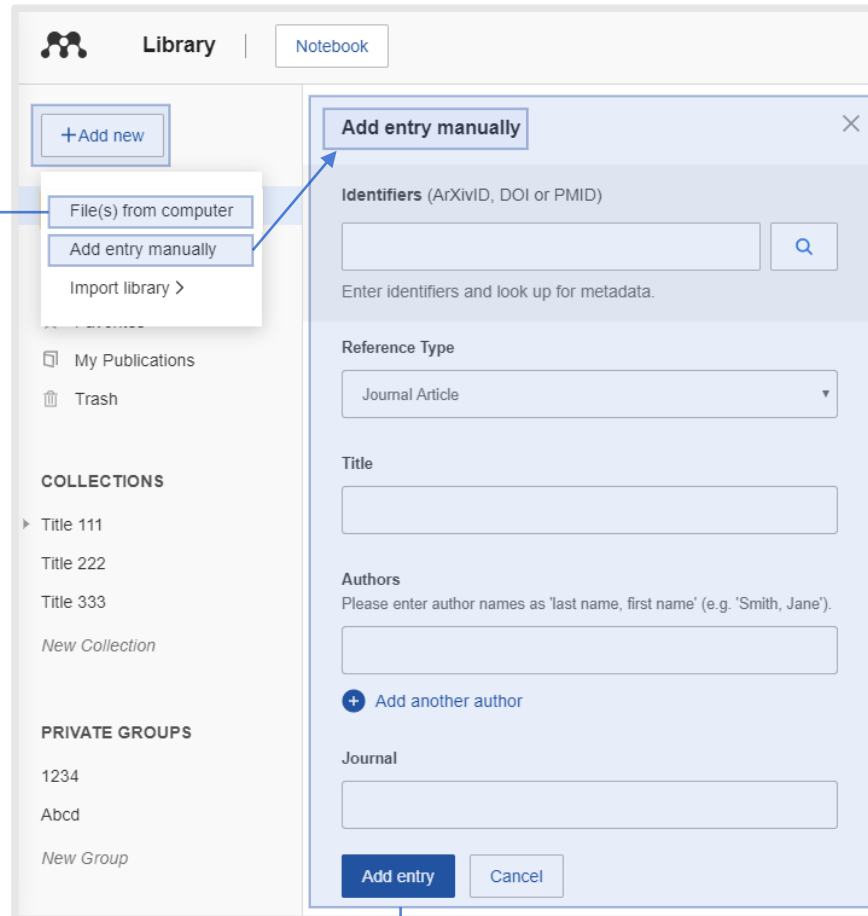 Library
Notebook
+Add new
File(s) from computer
Add entry manually
Import library >
My Publications
Trash
COLLECTIONS
Title 111
Title 222
Title 333
New Collection
PRIVATE GROUPS
1234
Abcd
New Group
Add entry manually
Identifiers (ArXivID, DOI or PMID)
Enter identifiers and look up for metadata.
Reference Type
Journal Article
Title
Authors
Please enter author names as 'last name, first name' (e.g. 'Smith, Jane').
Add another author
Journal
Add entry
Cancel